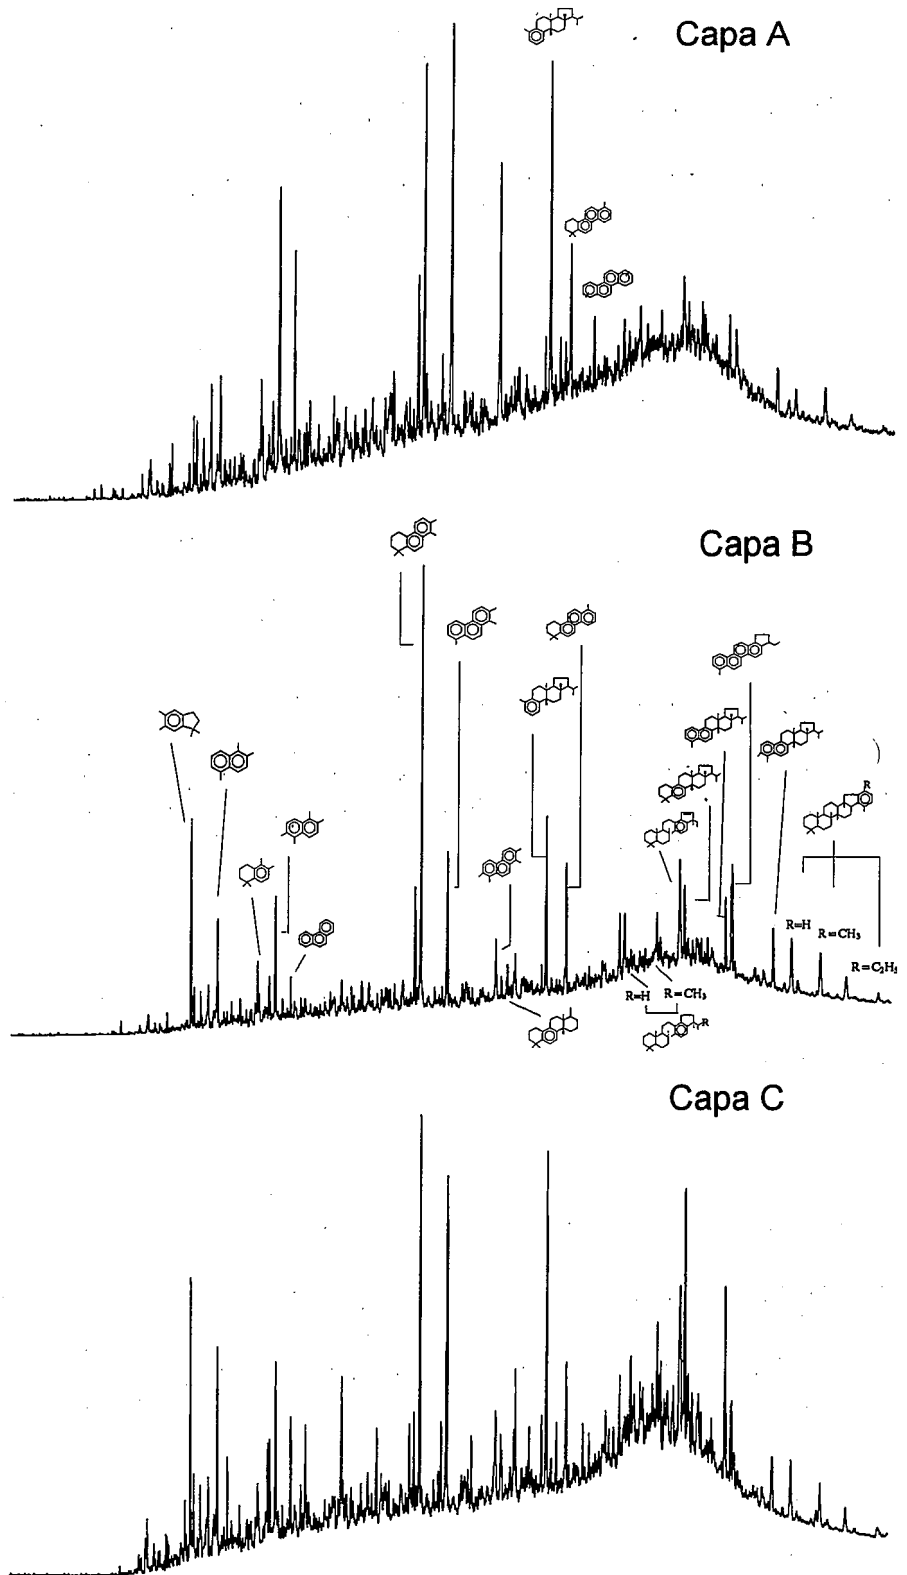 Capa A
Capa B
R
R=H
R=CH₃
R=C₂H₅
R=H
R=CH₃
R
Capa C